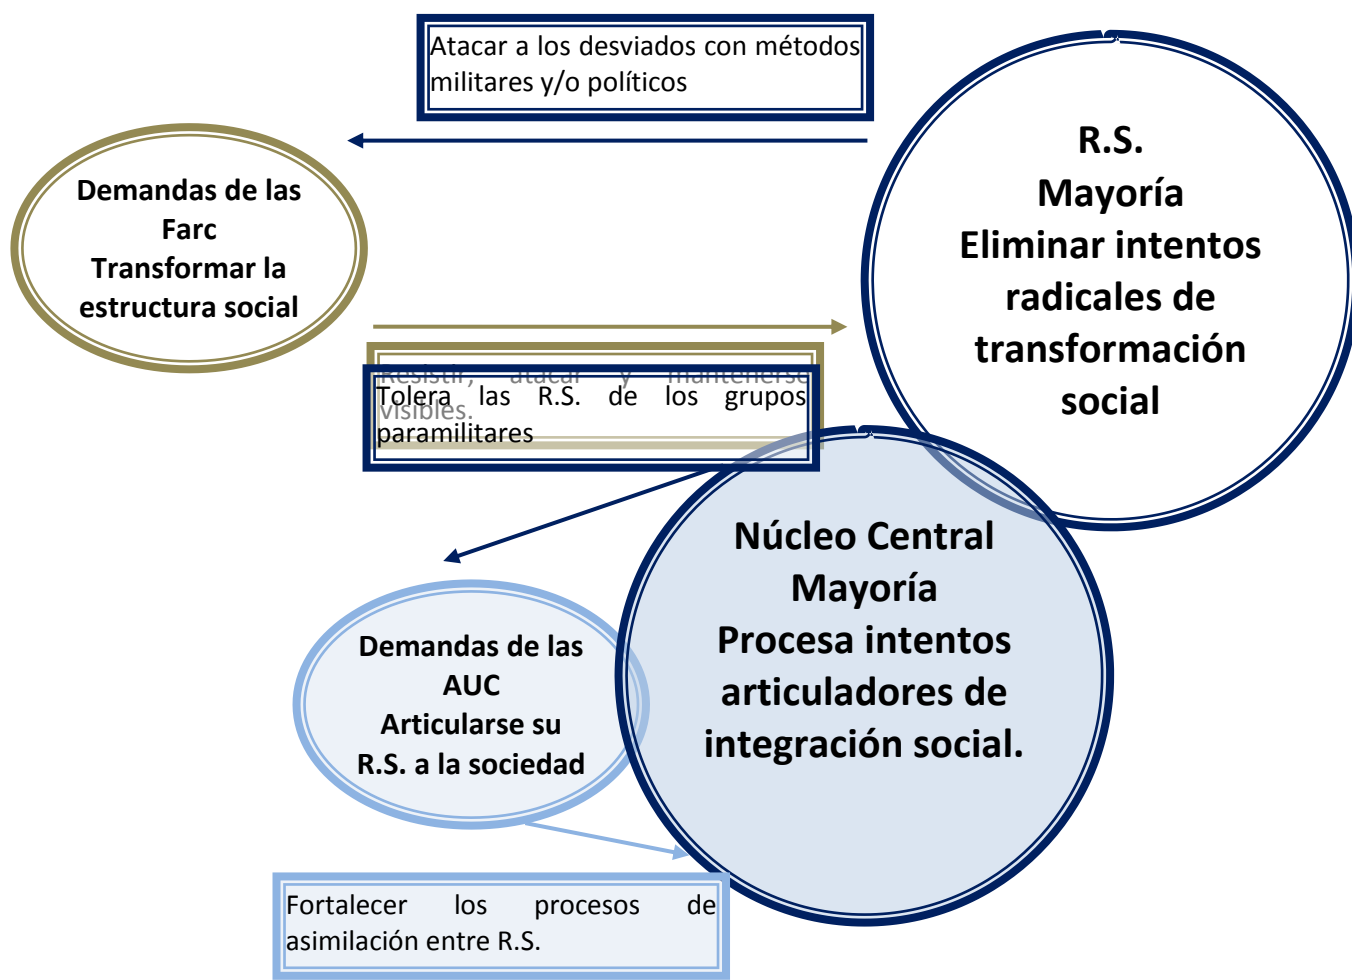 Atacar a los desviados con métodos
militares y/o políticos
R.S.
Mayoría
Eliminar intentos
radicales de
transformación
social
Demandas de las
Farc
Transformar la
estructura social
Resistir, atacar y mantenerse
visibles.
Tolera las R.S. de los grupos
paramilitares
Núcleo Central
Mayoría
Procesa intentos
articuladores de
integración social.
Demandas de las
AUC
Articularse su
R.S. a la sociedad
Fortalecer los procesos de
asimilación entre R.S.